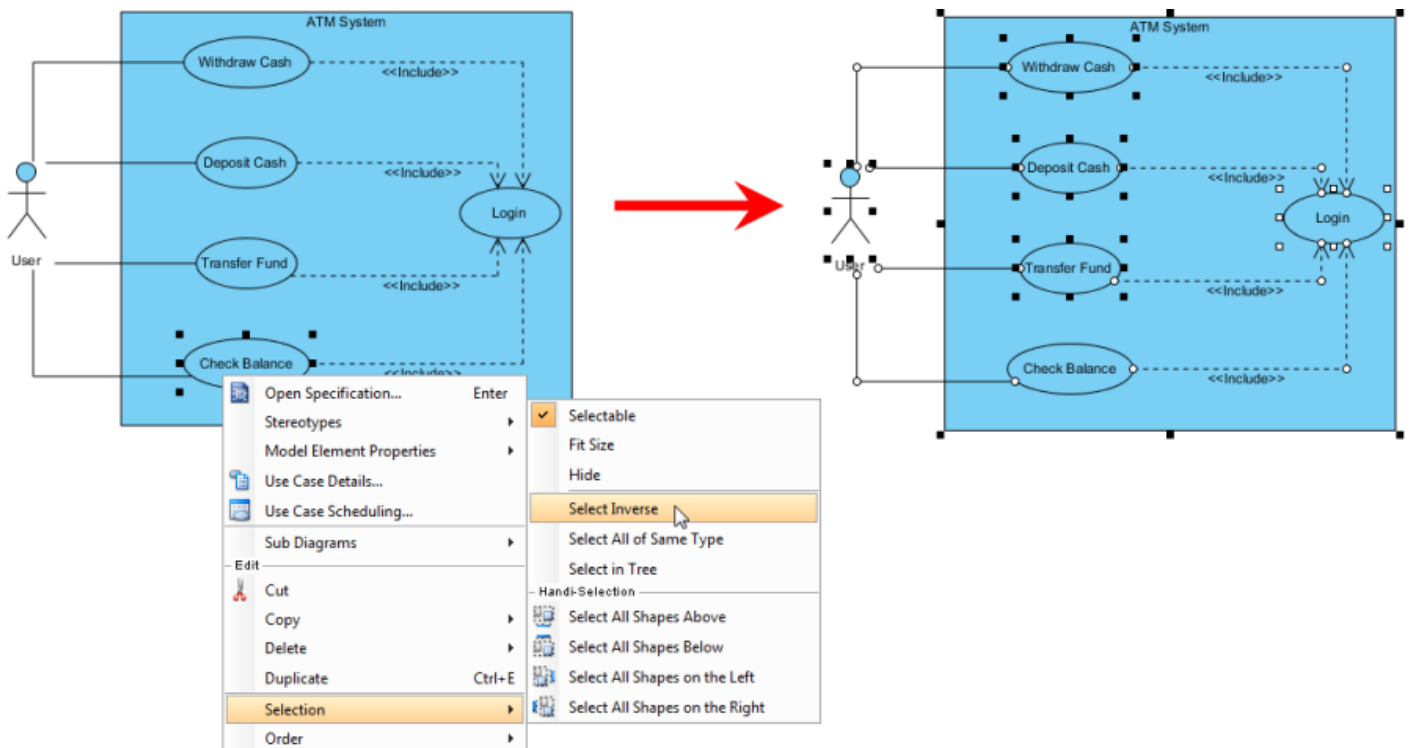 ATM System
Withdraw Cash
<<Include>>
Deposit Cash
<<Include>>
Login
User
Transfer Fund
<<Include>>
Check Balance
<<Include>>
Open Specification... Enter
Stereotypes
Model Element Properties
Use Case Details...
Use Case Scheduling...
Sub Diagrams
Edit
Cut
Copy
Delete
Duplicate Ctrl+E
Selection
Order
Selectable
Fit Size
Hide
Select Inverse
Select All of Same Type
Select in Tree
Handi-Selection
Select All Shapes Above
Select All Shapes Below
Select All Shapes on the Left
Select All Shapes on the Right
ATM System
Withdraw Cash
<<Include>>
Deposit Cash
<<Include>>
Login
User
Transfer Fund
<<Include>>
Check Balance
<<Include>>